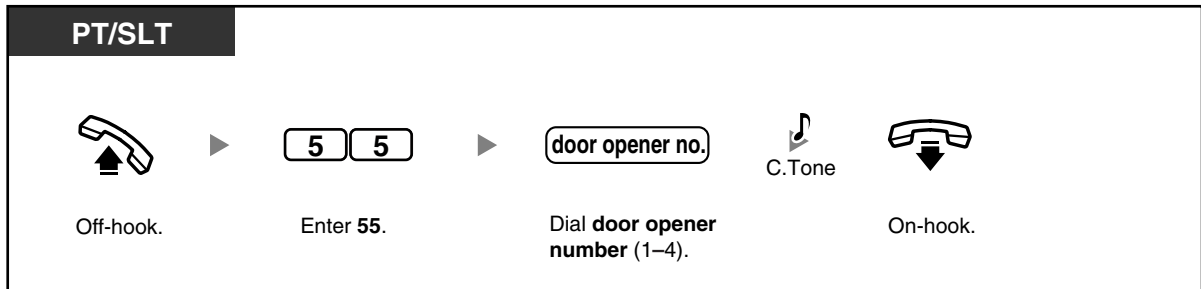 PT/SLT
5 5
door opener no.
C.Tone
Off-hook.
Enter 55.
Dial door opener
number (1–4).
On-hook.